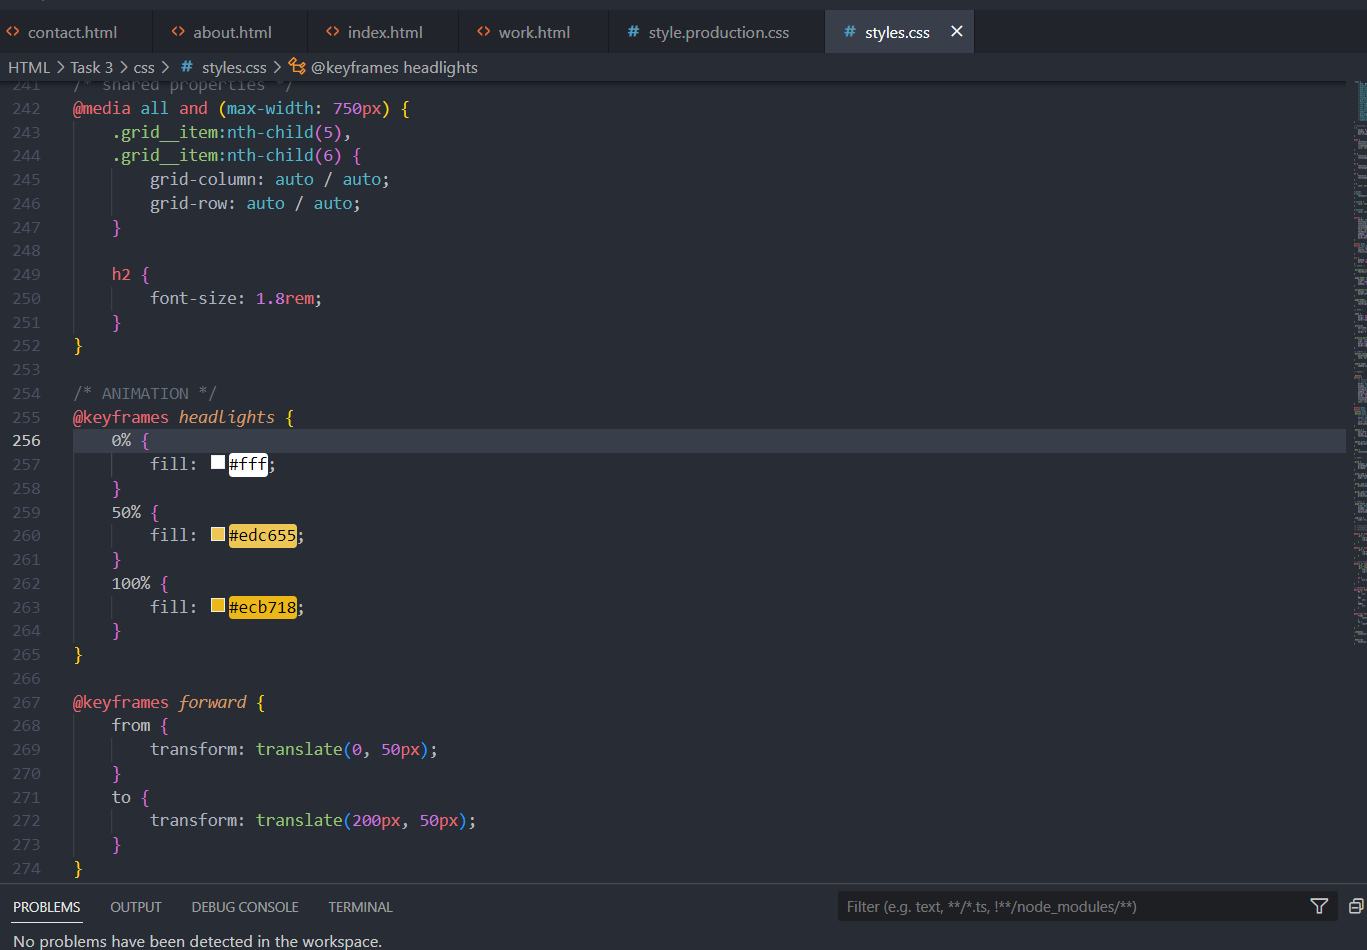 contact.html about.html index.html work.html # style.production.css # styles.css ×
HTML > Task 3 > css > # styles.css > @keyframes headlights
241 /* shared properties */
242 @media all and (max-width: 750px) {
243 .grid__item:nth-child(5),
244 .grid__item:nth-child(6) {
245 grid-column: auto / auto;
246 grid-row: auto / auto;
247 }
248
249 h2 {
250 font-size: 1.8rem;
251 }
252 }
253
254 /* ANIMATION */
255 @keyframes headlights {
256 0% {
257 fill: #fff;
258 }
259 50% {
260 fill: #edc655;
261 }
262 100% {
263 fill: #ecb718;
264 }
265 }
266
267 @keyframes forward {
268 from {
269 transform: translate(0, 50px);
270 }
271 to {
272 transform: translate(200px, 50px);
273 }
274 }
PROBLEMS OUTPUT DEBUG CONSOLE TERMINAL Filter (e.g. text, **/*.ts, !**/node_modules/**)
No problems have been detected in the workspace.